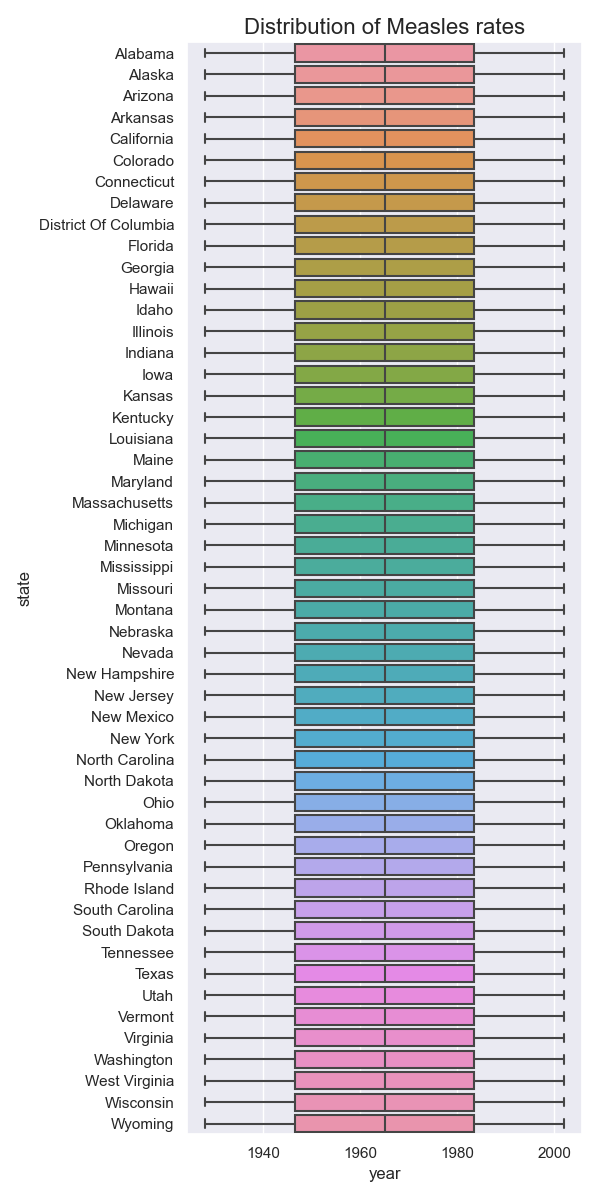 Distribution of Measles rates
Alabama
Alaska
Arizona
Arkansas
California
Colorado
Connecticut
Delaware
District Of Columbia
Florida
Georgia
Hawaii
Idaho
Illinois
Indiana
Iowa
Kansas
Kentucky
Louisiana
Maine
Maryland
Massachusetts
Michigan
Minnesota
Mississippi
Missouri
Montana
Nebraska
Nevada
New Hampshire
New Jersey
New Mexico
New York
North Carolina
North Dakota
Ohio
Oklahoma
Oregon
Pennsylvania
Rhode Island
South Carolina
South Dakota
Tennessee
Texas
Utah
Vermont
Virginia
Washington
West Virginia
Wisconsin
Wyoming
state
1940 1960 1980 2000
year